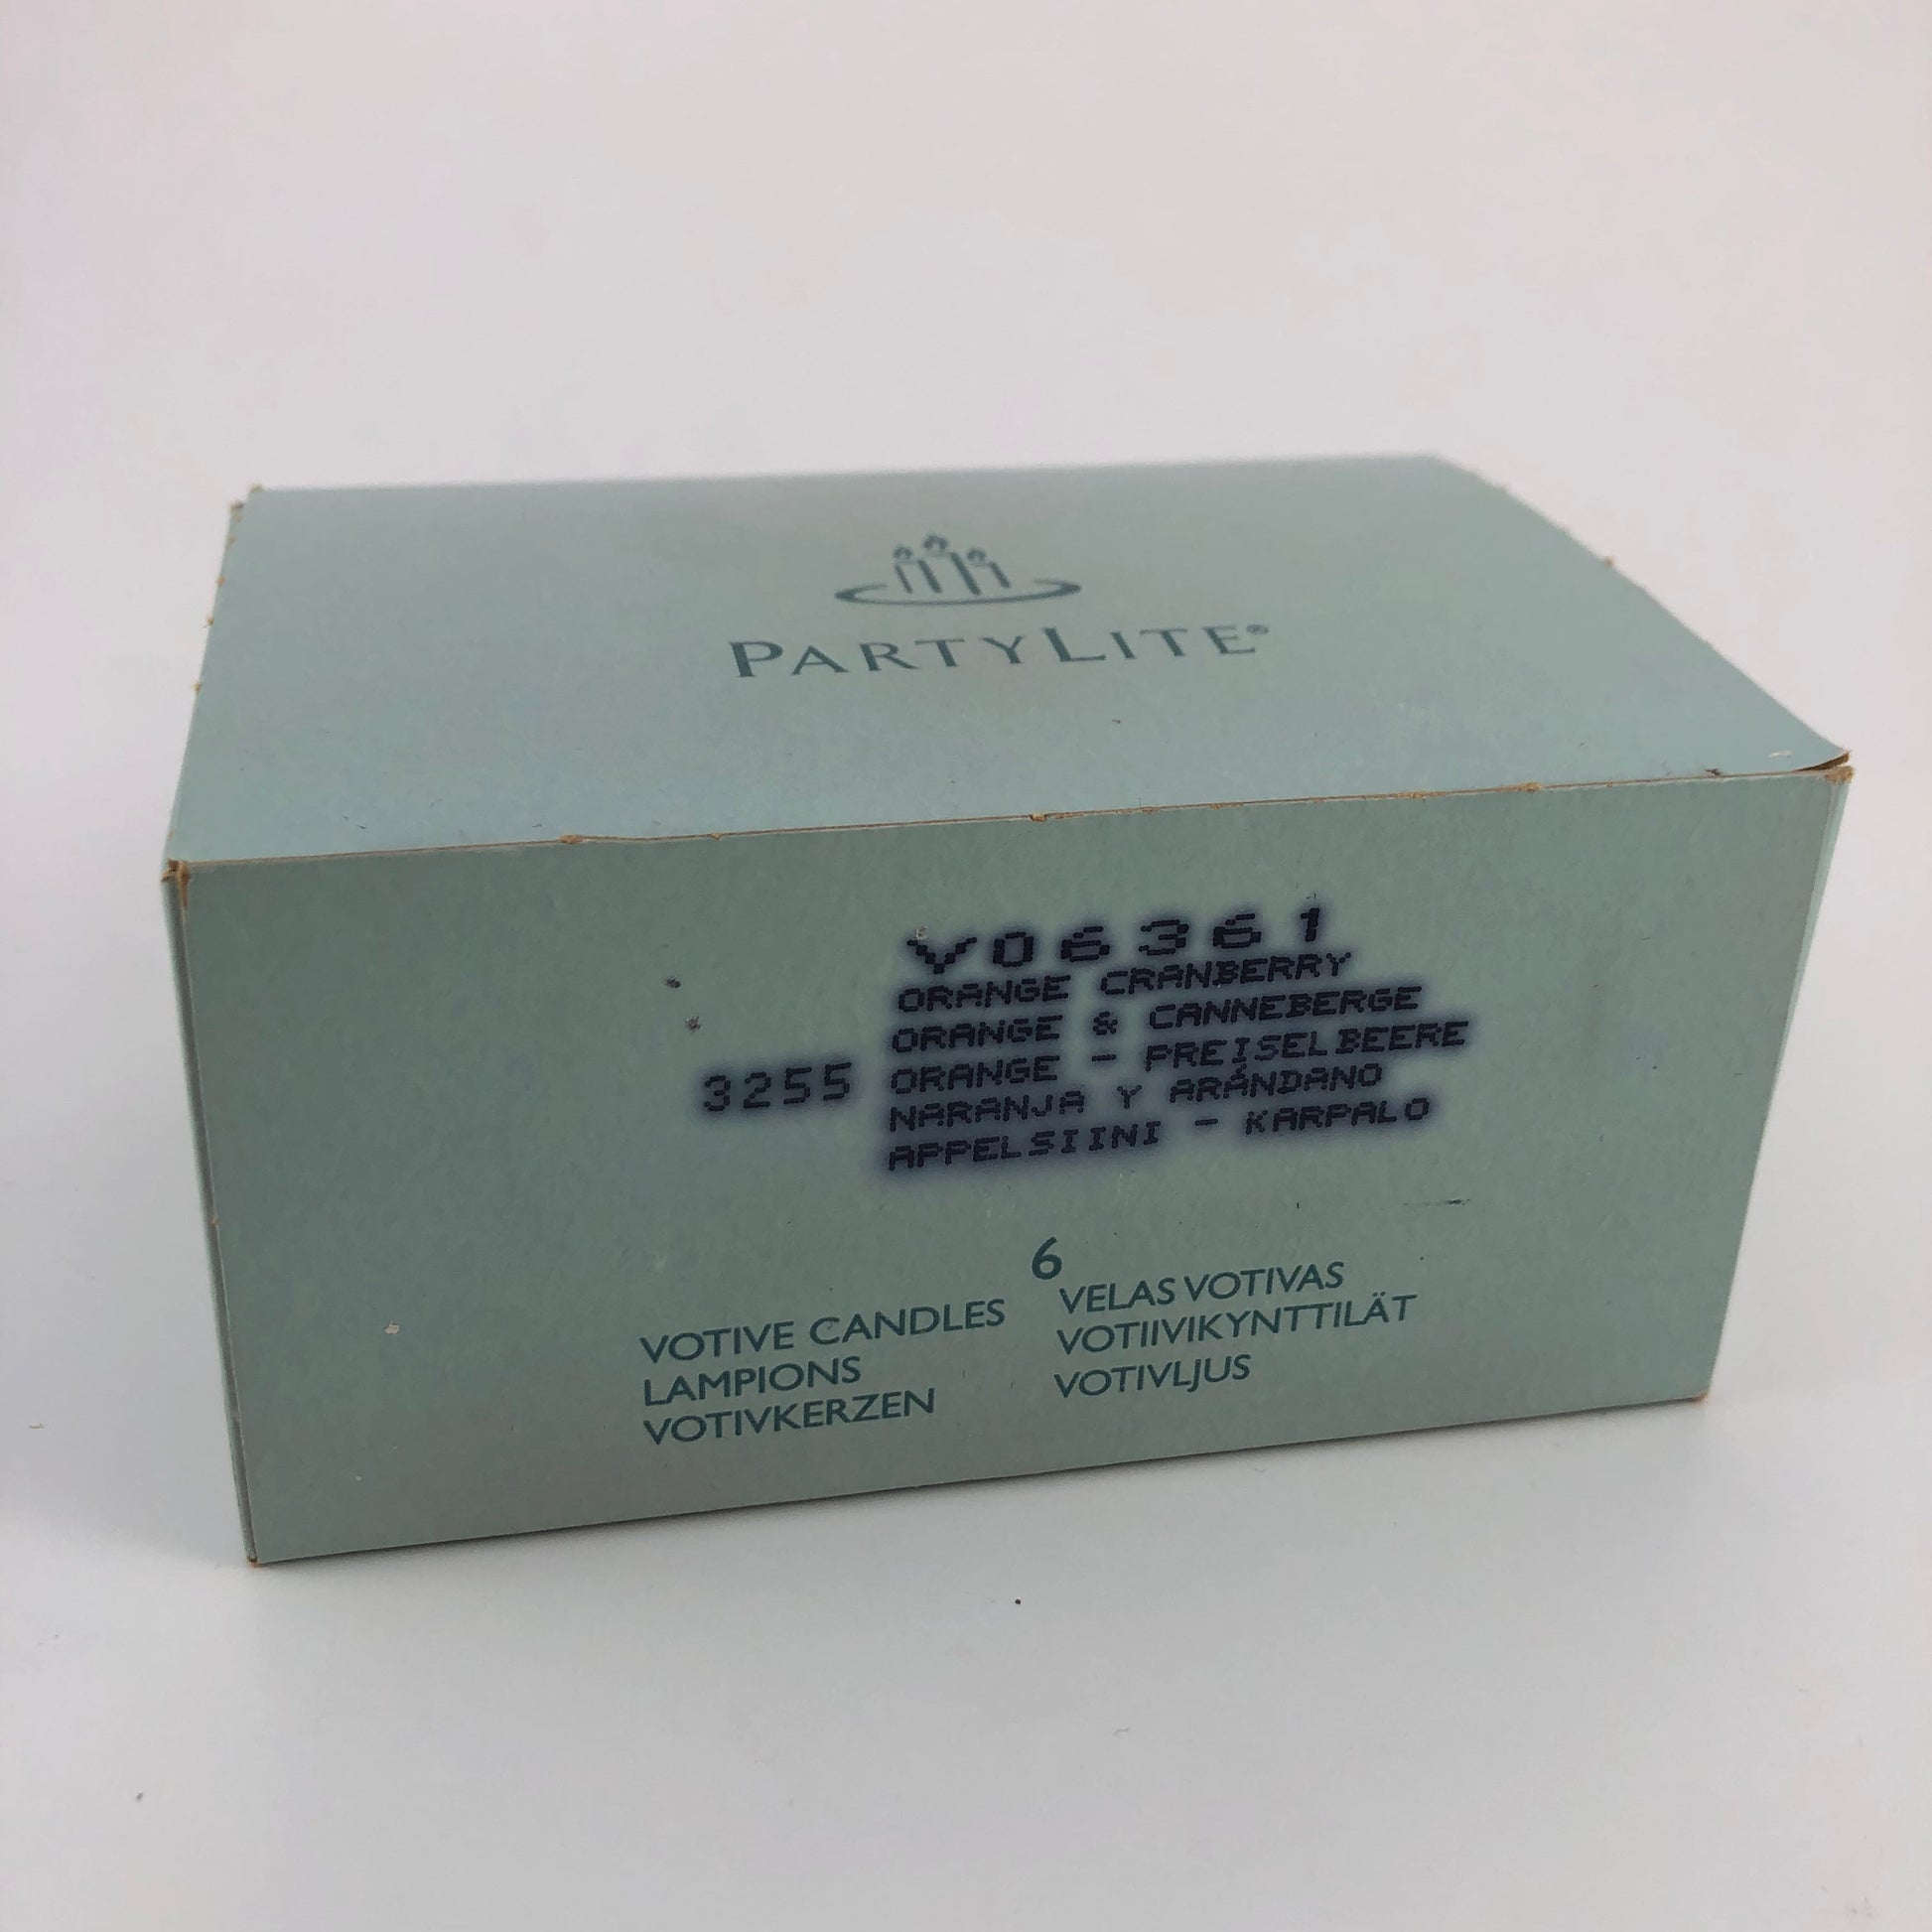 PARTYLITE®
V06361
ORANGE CRANBERRY
ORANGE & CANNEBERGE
3255 ORANGE - PREISELBEERE
NARANJA Y ARÁNDANO
APPELSIINI - KARPALO
6
VOTIVE CANDLES
LAMPIONS
VOTIVKERZEN
VELAS VOTIVAS
VOTIIVIKYNTTILÄT
VOTIVLJUS